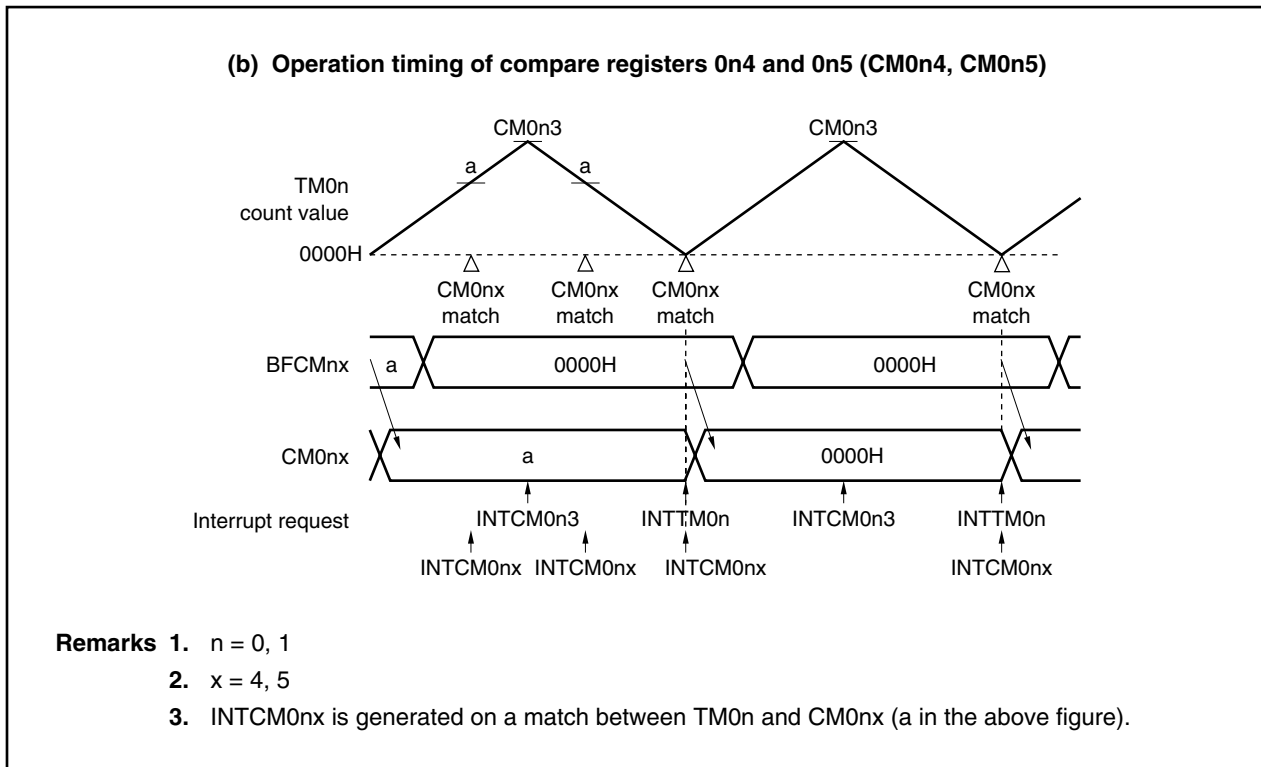 (b) Operation timing of compare registers 0n4 and 0n5 (CM0n4, CM0n5)
CM0n3 CM0n3
a a
TM0n
count value
0000H
CM0nx CM0nx CM0nx CM0nx
match match match match
BFCMnx a 0000H 0000H
CM0nx a 0000H
Interrupt request INTCM0n3 INTTM0n INTCM0n3 INTTM0n
INTCM0nx INTCM0nx INTCM0nx INTCM0nx
Remarks 1. n = 0, 1
2. x = 4, 5
3. INTCM0nx is generated on a match between TM0n and CM0nx (a in the above figure).